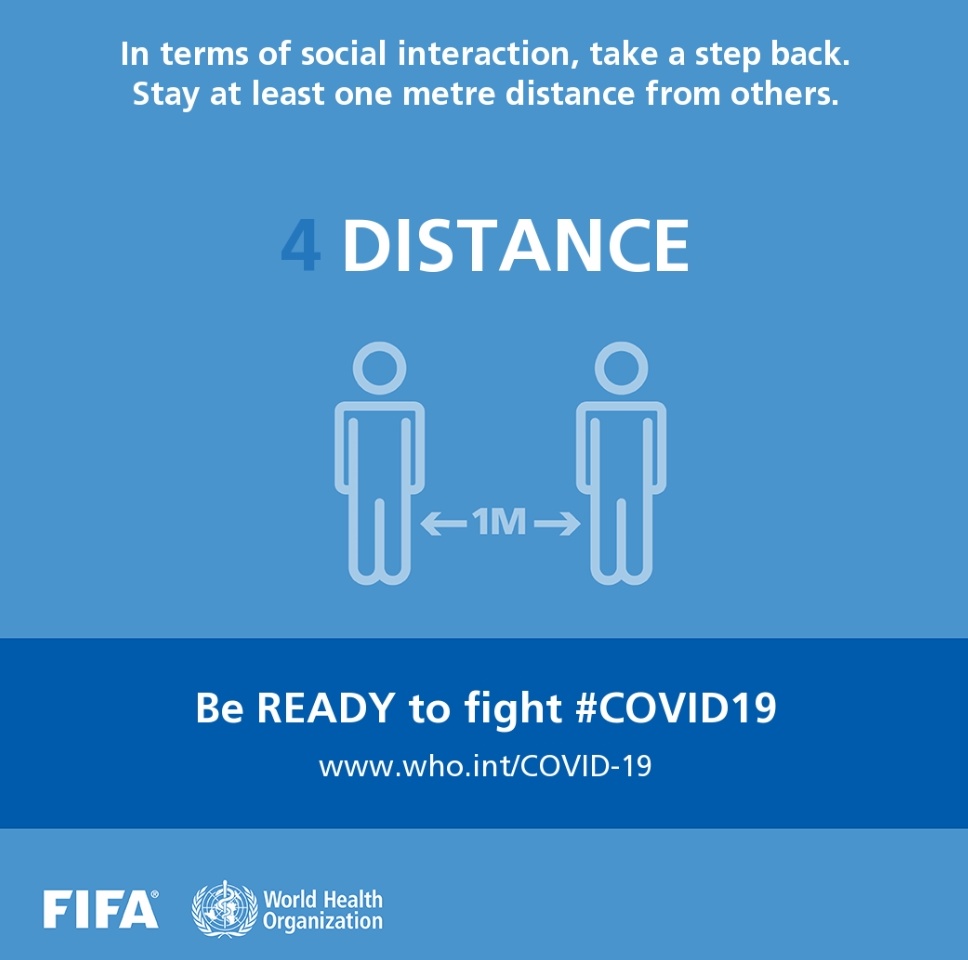 In terms of social interaction, take a step back.
Stay at least one metre distance from others.
4 DISTANCE
1M
Be READY to fight #COVID19
www.who.int/COVID-19
FIFA®
World Health
Organization